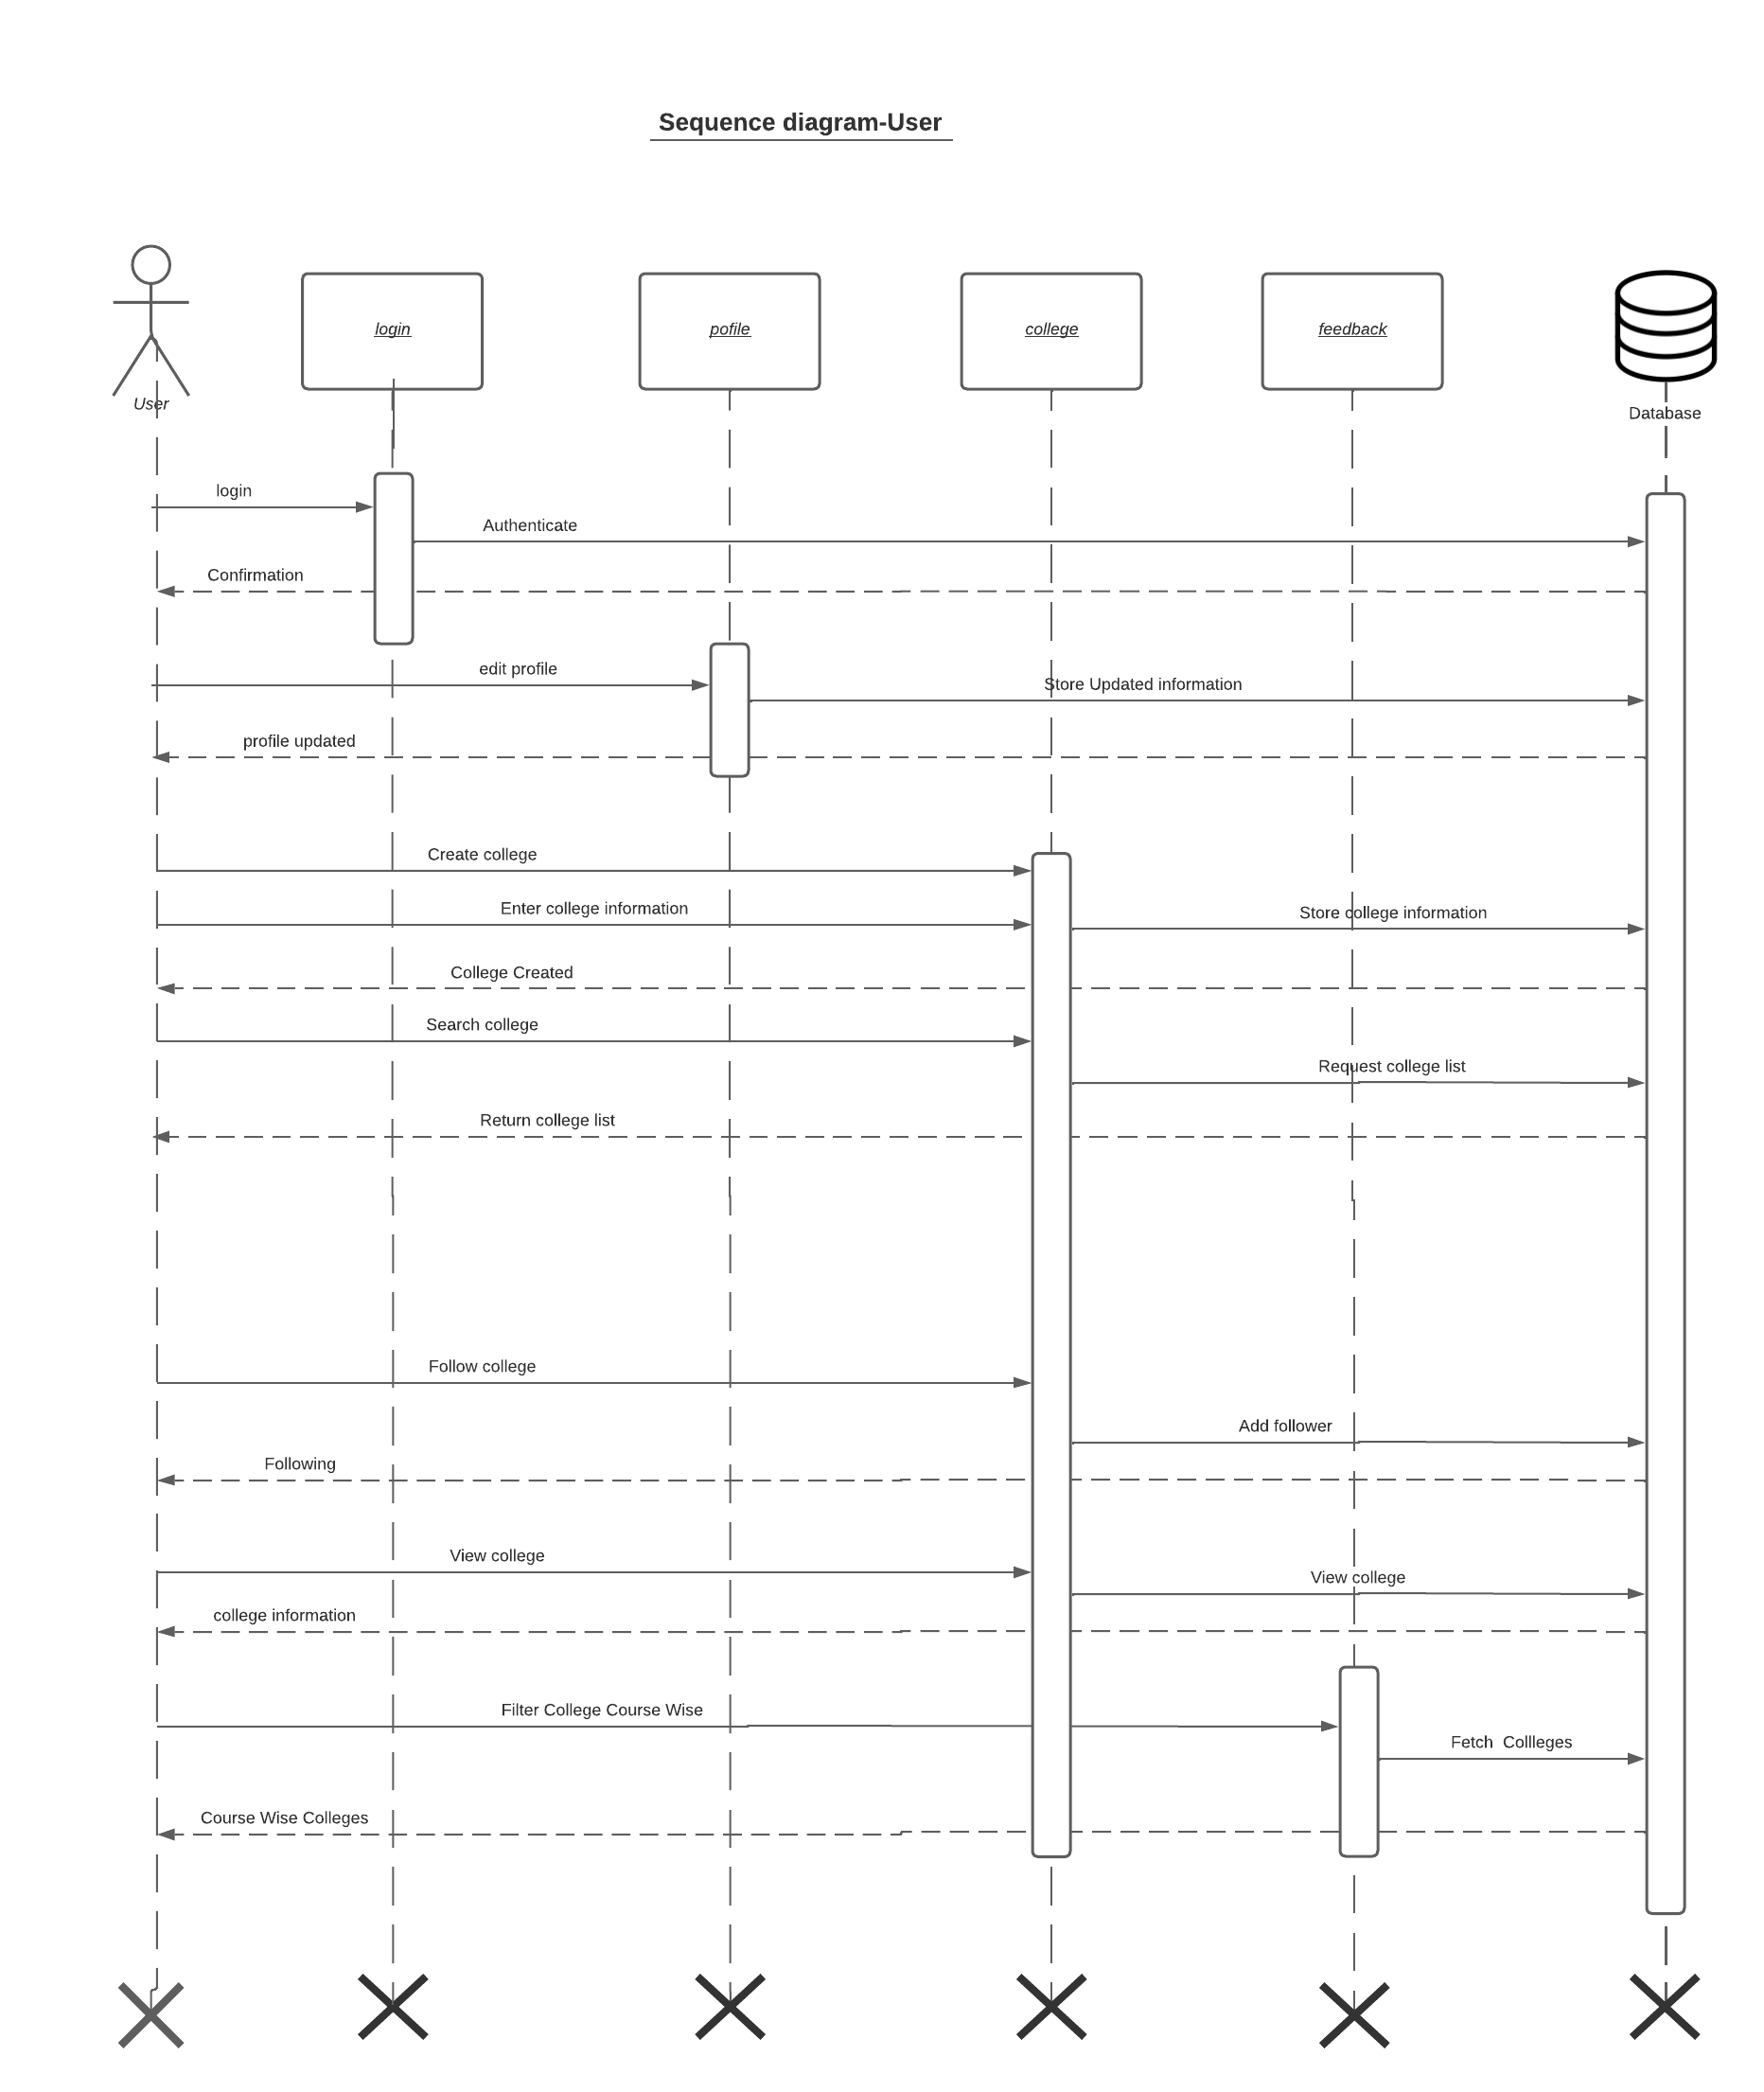 Sequence diagram-User
login
pofile
college
feedback
User
Database
login
Authenticate
Confirmation
edit profile
Store Updated information
profile updated
Create college
Enter college information
Store college information
College Created
Search college
Request college list
Return college list
Follow college
Add follower
Following
View college
View college
college information
Filter College Course Wise
Fetch  Collleges
Course Wise Colleges